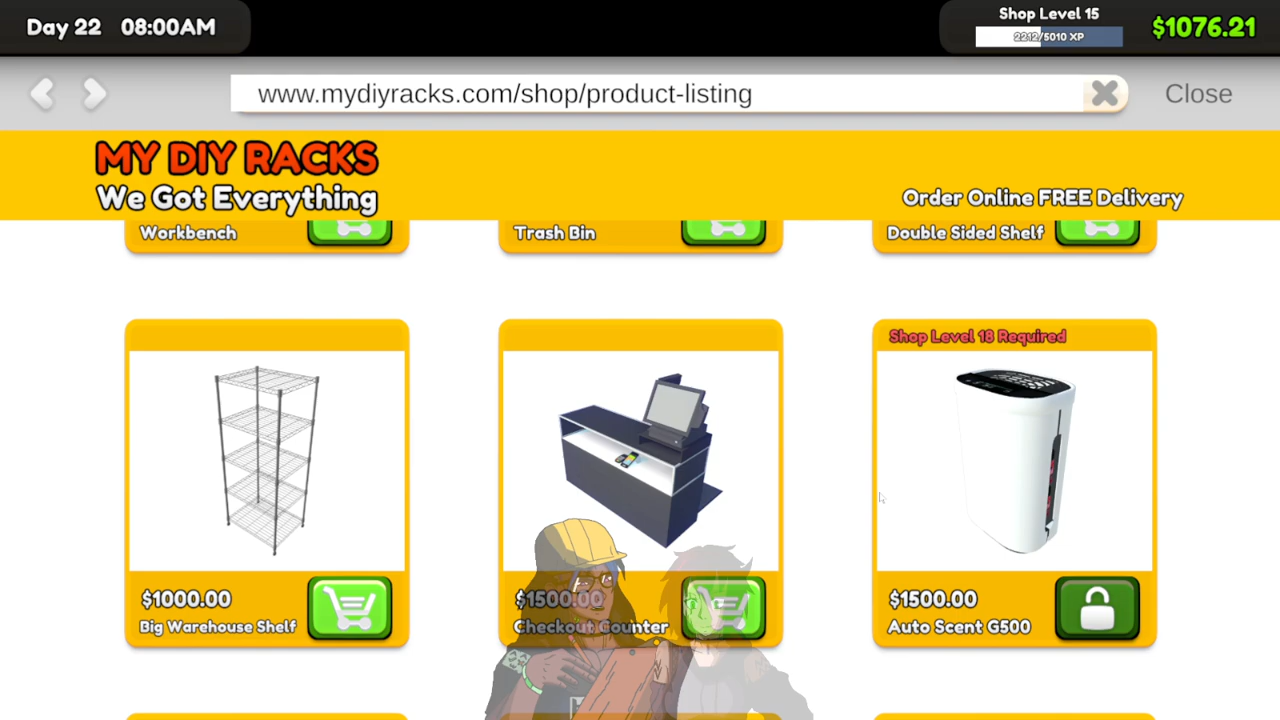 Day 22 08:00AM
Shop Level 15
2212/5010 XP
$1076.21
www.mydiyracks.com/shop/product-listing
Close
MY DIY RACKS
We Got Everything
Order Online FREE Delivery
Workbench
Trash Bin
Double Sided Shelf
Shop Level 18 Required
$1000.00
Big Warehouse Shelf
$1500.00
Checkout Counter
$1500.00
Auto Scent G500